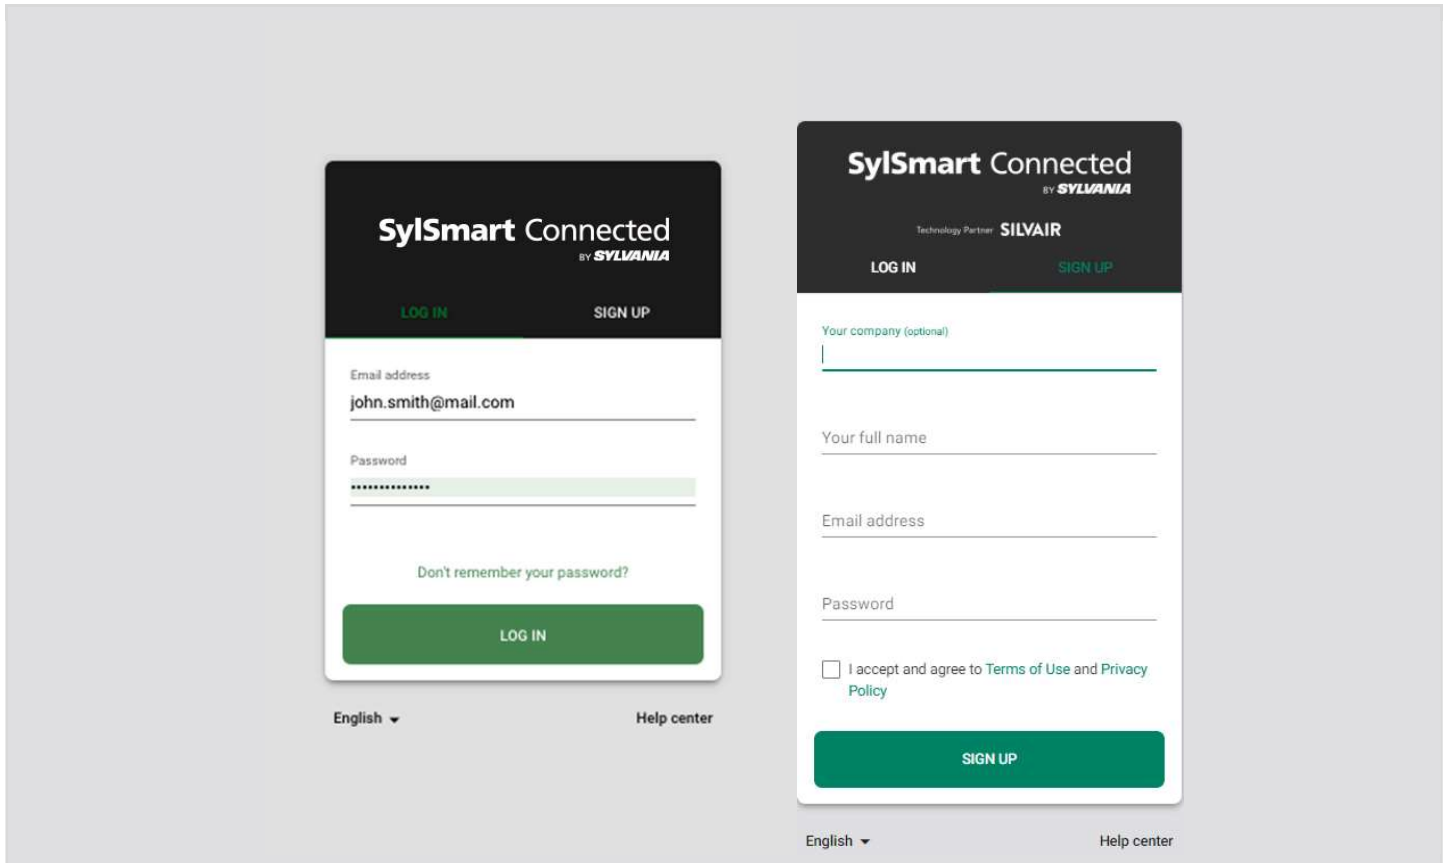 SylSmart Connected
BY SYLVANIA
LOG IN SIGN UP
Email address
john.smith@mail.com
Password
••••••••••••••
Don't remember your password?
LOG IN
English Help center
SylSmart Connected
BY SYLVANIA
Technology Partner SILVAIR
LOG IN SIGN UP
Your company (optional)
Your full name
Email address
Password
I accept and agree to Terms of Use and Privacy
Policy
SIGN UP
English Help center